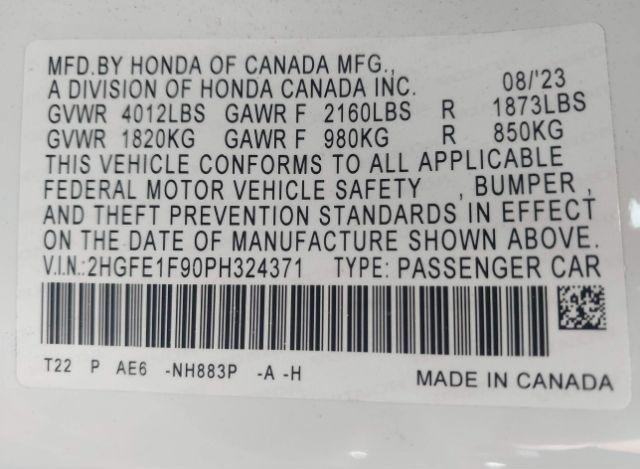 MFD.BY HONDA OF CANADA MFG.,
A DIVISION OF HONDA CANADA INC. 08/'23
GVWR 4012LBS GAWR F 2160LBS R 1873LBS
GVWR 1820KG GAWR F 980KG R 850KG
THIS VEHICLE CONFORMS TO ALL APPLICABLE
FEDERAL MOTOR VEHICLE SAFETY , BUMPER ,
AND THEFT PREVENTION STANDARDS IN EFFECT
ON THE DATE OF MANUFACTURE SHOWN ABOVE.
V.I.N.:2HGFE1F90PH324371 TYPE: PASSENGER CAR
T22 P AE6 -NH883P -A -H MADE IN CANADA